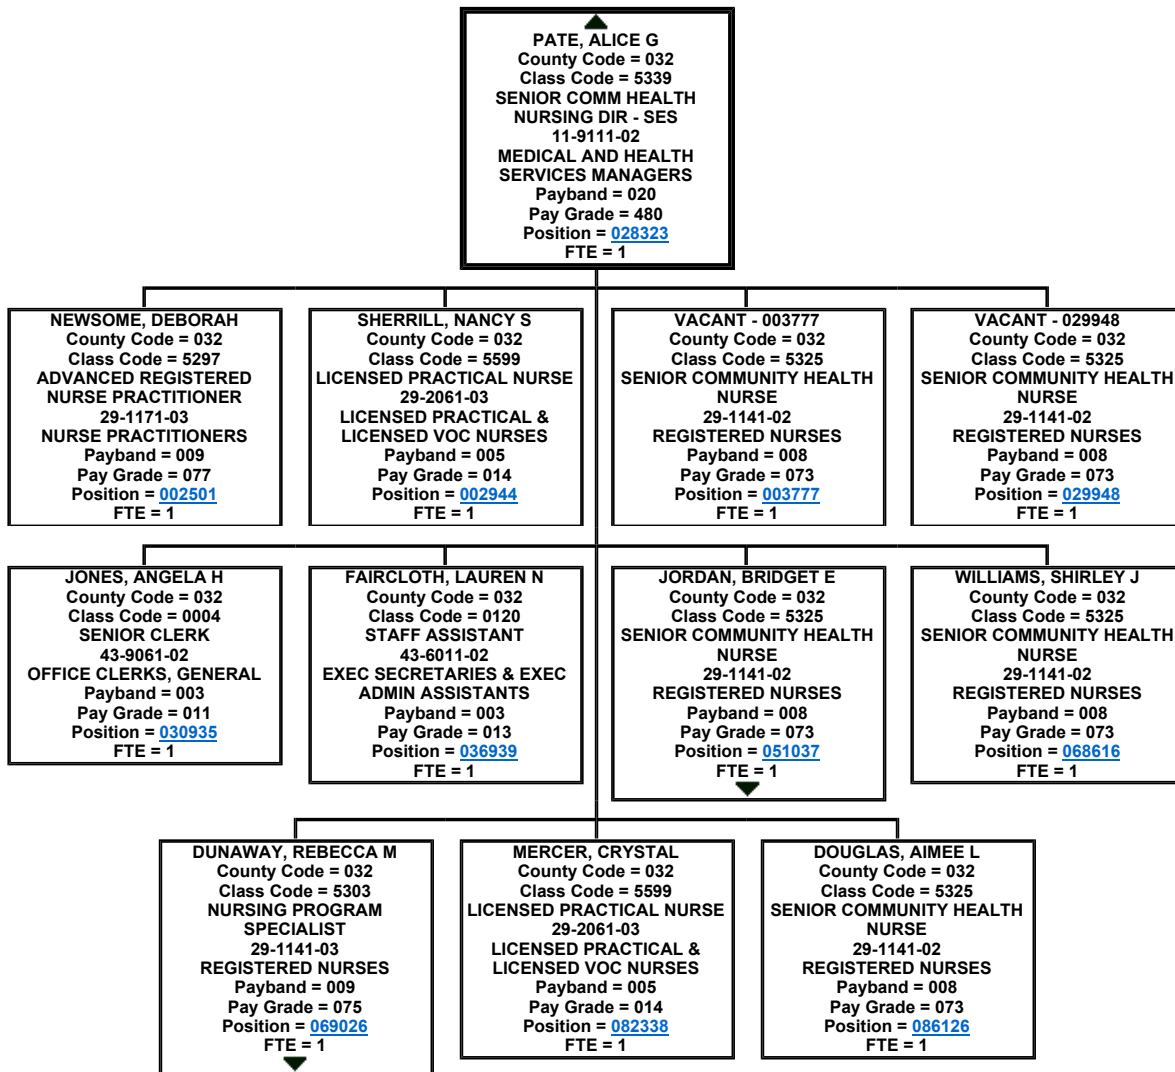 PATE, ALICE G
County Code = 032
Class Code = 5339
SENIOR COMM HEALTH
NURSING DIR - SES
11-9111-02
MEDICAL AND HEALTH
SERVICES MANAGERS
Payband = 020
Pay Grade = 480
Position = 028323
FTE = 1
NEWSOME, DEBORAH
County Code = 032
Class Code = 5297
ADVANCED REGISTERED
NURSE PRACTITIONER
29-1171-03
NURSE PRACTITIONERS
Payband = 009
Pay Grade = 077
Position = 002501
FTE = 1
SHERRILL, NANCY S
County Code = 032
Class Code = 5599
LICENSED PRACTICAL NURSE
29-2061-03
LICENSED PRACTICAL &
LICENSED VOC NURSES
Payband = 005
Pay Grade = 014
Position = 002944
FTE = 1
VACANT - 003777
County Code = 032
Class Code = 5325
SENIOR COMMUNITY HEALTH
NURSE
29-1141-02
REGISTERED NURSES
Payband = 008
Pay Grade = 073
Position = 003777
FTE = 1
VACANT - 029948
County Code = 032
Class Code = 5325
SENIOR COMMUNITY HEALTH
NURSE
29-1141-02
REGISTERED NURSES
Payband = 008
Pay Grade = 073
Position = 029948
FTE = 1
JONES, ANGELA H
County Code = 032
Class Code = 0004
SENIOR CLERK
43-9061-02
OFFICE CLERKS, GENERAL
Payband = 003
Pay Grade = 011
Position = 030935
FTE = 1
FAIRCLOTH, LAUREN N
County Code = 032
Class Code = 0120
STAFF ASSISTANT
43-6011-02
EXEC SECRETARIES & EXEC
ADMIN ASSISTANTS
Payband = 003
Pay Grade = 013
Position = 036939
FTE = 1
JORDAN, BRIDGET E
County Code = 032
Class Code = 5325
SENIOR COMMUNITY HEALTH
NURSE
29-1141-02
REGISTERED NURSES
Payband = 008
Pay Grade = 073
Position = 051037
FTE = 1
WILLIAMS, SHIRLEY J
County Code = 032
Class Code = 5325
SENIOR COMMUNITY HEALTH
NURSE
29-1141-02
REGISTERED NURSES
Payband = 008
Pay Grade = 073
Position = 068616
FTE = 1
DUNAWAY, REBECCA M
County Code = 032
Class Code = 5303
NURSING PROGRAM
SPECIALIST
29-1141-03
REGISTERED NURSES
Payband = 009
Pay Grade = 075
Position = 069026
FTE = 1
MERCER, CRYSTAL
County Code = 032
Class Code = 5599
LICENSED PRACTICAL NURSE
29-2061-03
LICENSED PRACTICAL &
LICENSED VOC NURSES
Payband = 005
Pay Grade = 014
Position = 082338
FTE = 1
DOUGLAS, AIMEE L
County Code = 032
Class Code = 5325
SENIOR COMMUNITY HEALTH
NURSE
29-1141-02
REGISTERED NURSES
Payband = 008
Pay Grade = 073
Position = 086126
FTE = 1